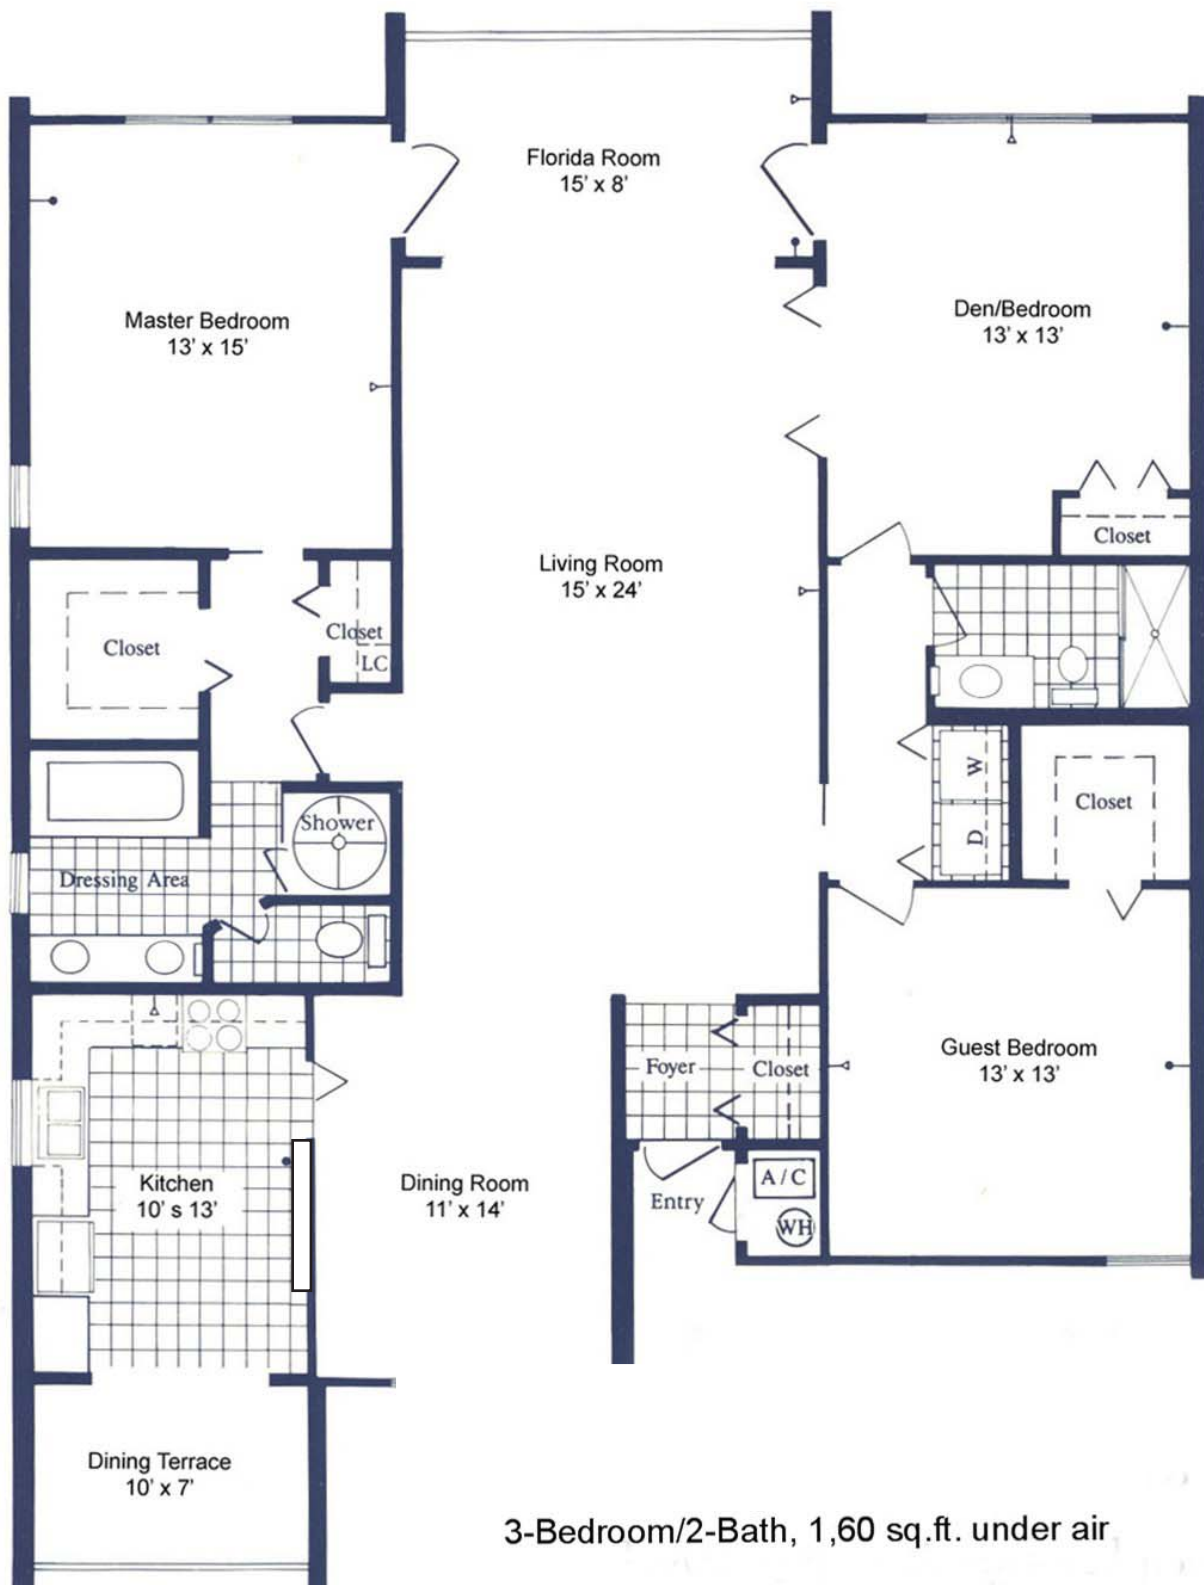 Florida Room
15' x 8'
Master Bedroom
13' x 15'
Den/Bedroom
13' x 13'
Closet
Living Room
15' x 24'
Closet
Closet
LC
W
D
Closet
Shower
Dressing Area
Foyer
Closet
Guest Bedroom
13' x 13'
Kitchen
10' s 13'
Dining Room
11' x 14'
Entry
A/C
WH
Dining Terrace
10' x 7'
3-Bedroom/2-Bath, 1,60 sq.ft. under air